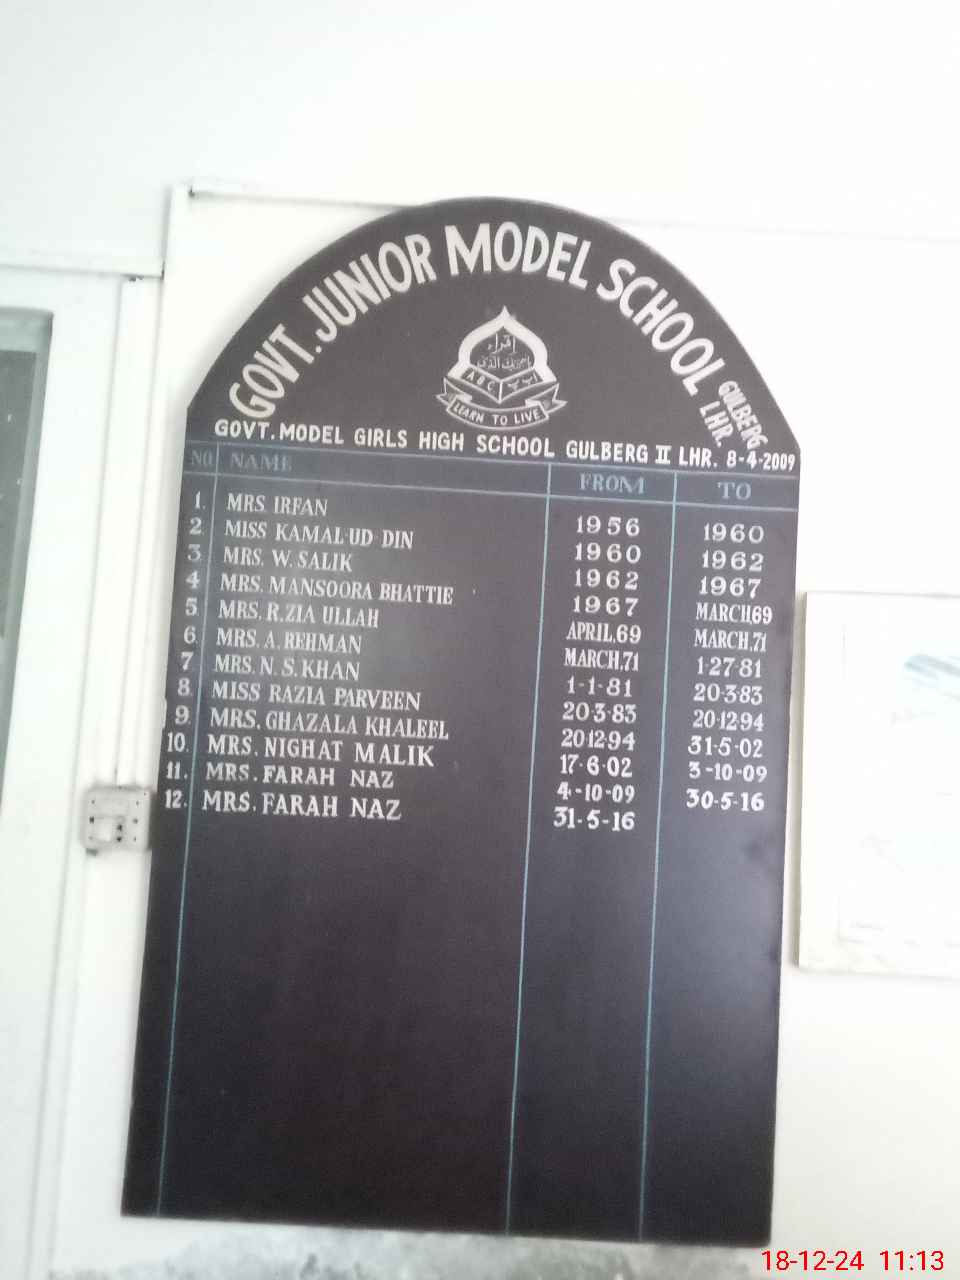 GOVT. JUNIOR MODEL SCHOOL GULBERG LHR.
اقراء
باسم ربک الذی
A B C اب پ
LEARN TO LIVE
GOVT. MODEL GIRLS HIGH SCHOOL GULBERG II LHR. 8-4-2009
NO NAME FROM TO
1. MRS. IRFAN 1956 1960
2 MISS KAMAL-UD-DIN 1960 1962
3 MRS. W. SALIK 1962 1967
4 MRS. MANSOORA BHATTIE 1967 MARCH,69
5 MRS. R. ZIA ULLAH APRIL,69 MARCH,71
6. MRS. A. REHMAN MARCH,71 1-27-81
7 MRS. N. S. KHAN 1-1-81 20-3-83
8. MISS RAZIA PARVEEN 20-3-83 20-12-94
9. MRS. GHAZALA KHALEEL 20-12-94 31-5-02
10. MRS. NIGHAT MALIK 17-6-02 3-10-09
11. MRS. FARAH NAZ 4-10-09 30-5-16
12. MRS. FARAH NAZ 31-5-16
18-12-24 11:13